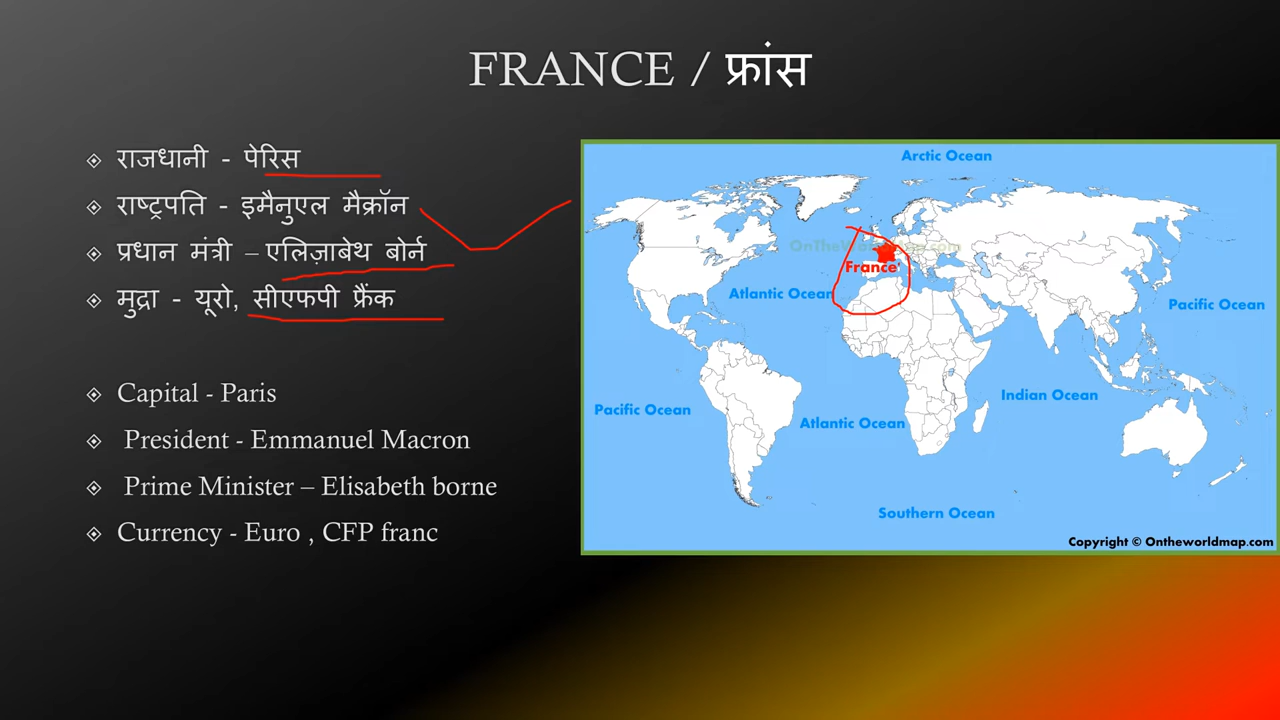 FRANCE / फ्रांस
राजधानी - पेरिस
राष्ट्रपति - इमैनुएल मैक्रॉन
प्रधान मंत्री – एलिज़ाबेथ बोर्न
मुद्रा - यूरो, सीएफपी फ्रैंक
Capital - Paris
President - Emmanuel Macron
Prime Minister – Elisabeth borne
Currency - Euro , CFP franc
Arctic Ocean
OnTheWorldMap.com
France
Atlantic Ocean
Pacific Ocean
Indian Ocean
Pacific Ocean
Atlantic Ocean
Southern Ocean
Copyright © Ontheworldmap.com